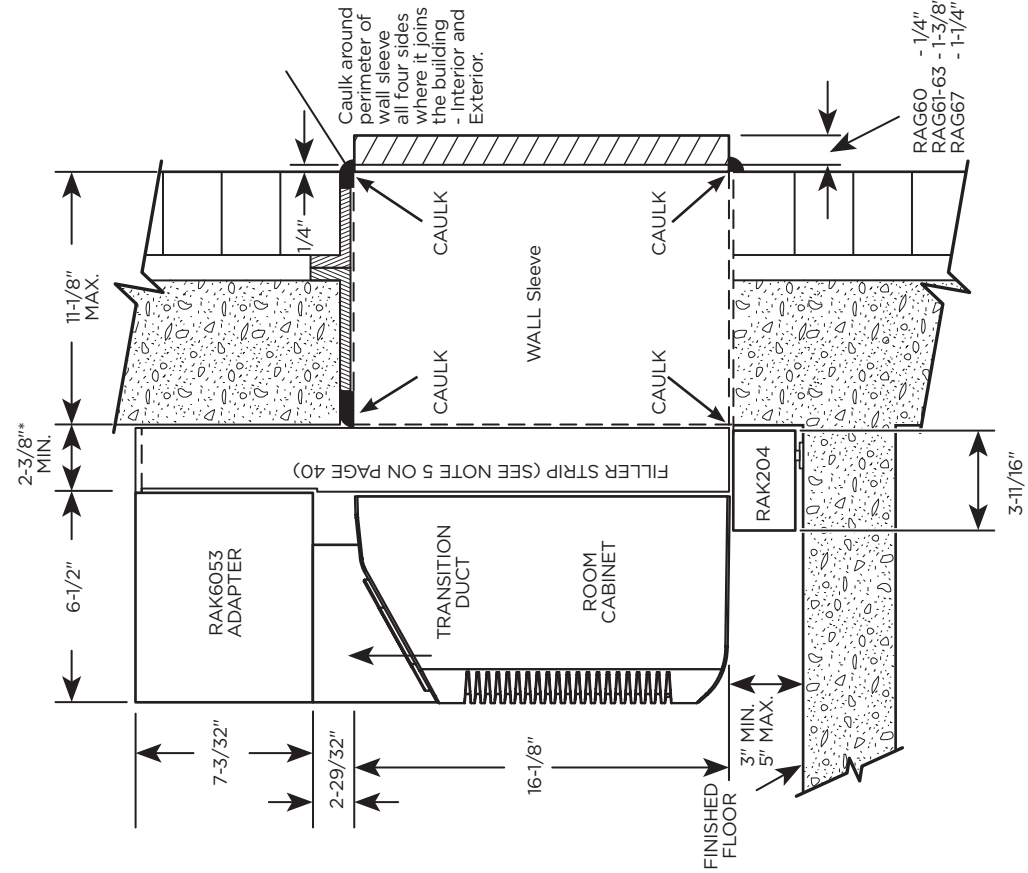 2-3/8"*
MIN.
11-1/8"
MAX.
6-1/2"
1/4"
Caulk around
perimeter of
wall sleeve
all four sides
where it joins
the building
- Interior and
Exterior.
RAK6053
ADAPTER
FILLER STRIP (SEE NOTE 5 ON PAGE 40)
CAULK
CAULK
7-3/32"
2-29/32"
TRANSITION
DUCT
WALL Sleeve
ROOM
CABINET
16-1/8"
CAULK
CAULK
RAK204
3" MIN.
5" MAX.
FINISHED
FLOOR
3-11/16"
RAG60 - 1/4"
RAG61-63 - 1-3/8"
RAG67 - 1-1/4"